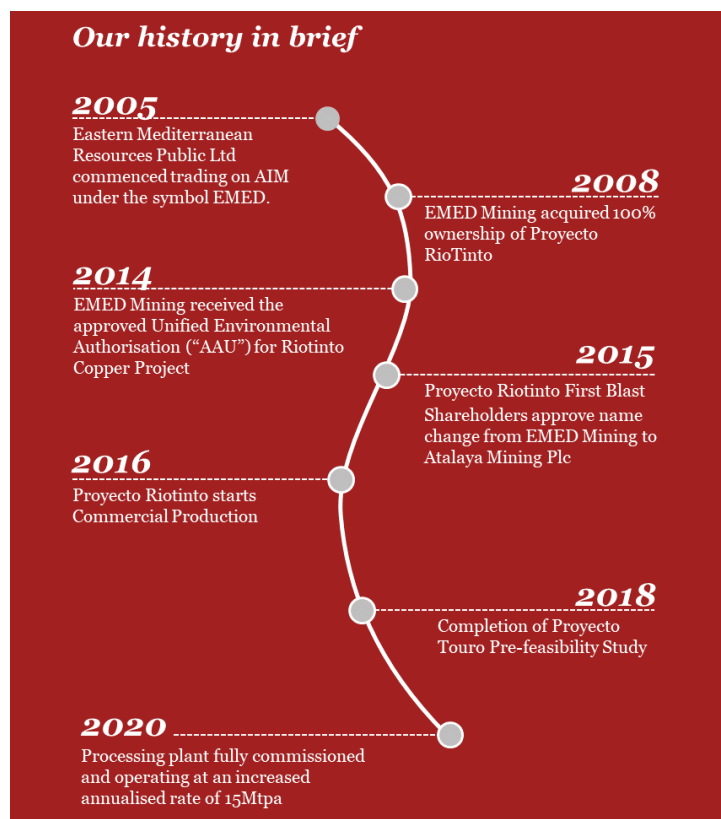 Our history in brief
2005
Eastern Mediterranean
Resources Public Ltd
commenced trading on AIM
under the symbol EMED.
2008
EMED Mining acquired 100%
ownership of Proyecto
RioTinto
2014
EMED Mining received the
approved Unified Environmental
Authorisation (“AAU”) for Riotinto
Copper Project
2015
Proyecto Riotinto First Blast
Shareholders approve name
change from EMED Mining to
Atalaya Mining Plc
2016
Proyecto Riotinto starts
Commercial Production
2018
Completion of Proyecto
Touro Pre-feasibility Study
2020
Processing plant fully commissioned
and operating at an increased
annualised rate of 15Mtpa